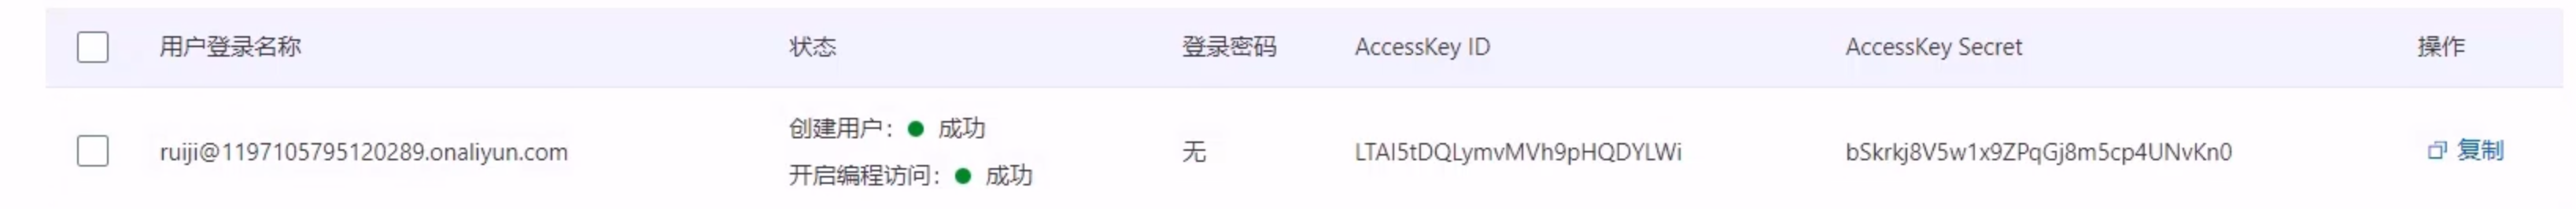 用户登录名称 状态 登录密码 AccessKey ID AccessKey Secret 操作
创建用户： 成功
ruiji@1197105795120289.onaliyun.com 无 LTAI5tDQLymvMVh9pHQDYLWi bSkrkj8V5w1x9ZPqGj8m5cp4UNvKn0 复制
开启编程访问： 成功